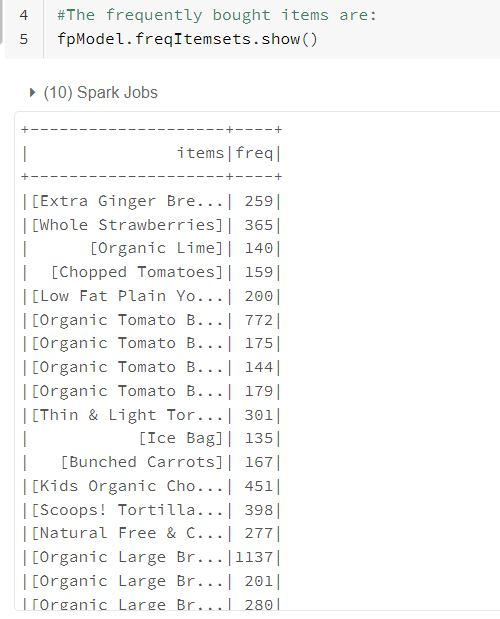 4 #The frequently bought items are:
5 fpModel.freqItemsets.show()
(10) Spark Jobs
+--------------------+----+
|               items|freq|
+--------------------+----+
|[Extra Ginger Bre...| 259|
|[Whole Strawberries]| 365|
|      [Organic Lime]| 140|
|  [Chopped Tomatoes]| 159|
|[Low Fat Plain Yo...| 200|
|[Organic Tomato B...| 772|
|[Organic Tomato B...| 175|
|[Organic Tomato B...| 144|
|[Organic Tomato B...| 179|
|[Thin & Light Tor...| 301|
|          [Ice Bag]| 135|
|   [Bunched Carrots]| 167|
|[Kids Organic Cho...| 451|
|[Scoops! Tortilla...| 398|
|[Natural Free & C...| 277|
|[Organic Large Br...|1137|
|[Organic Large Br...| 201|
|[Organic Large Br...| 280|